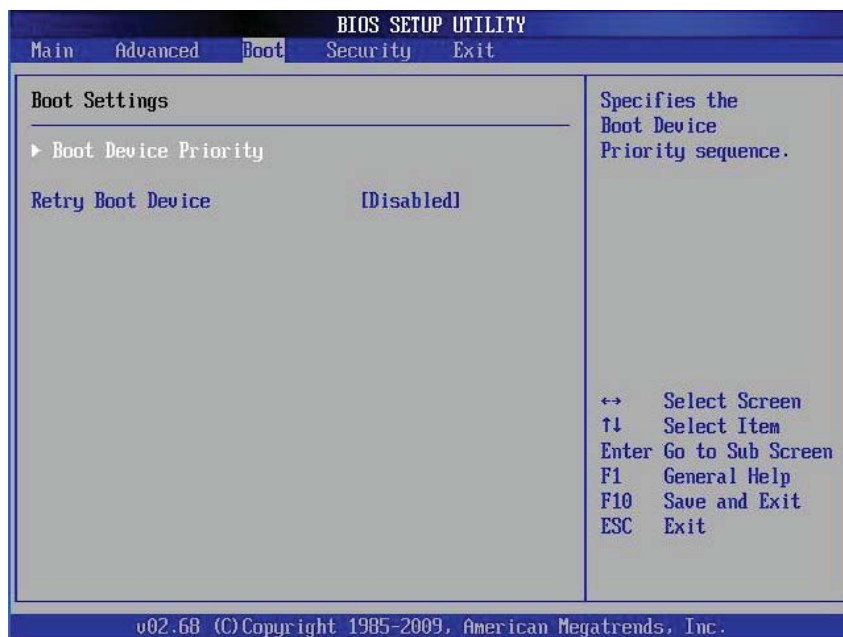 BIOS SETUP UTILITY
Main Advanced Boot Security Exit
Boot Settings
▶ Boot Device Priority
Retry Boot Device [Disabled]
Specifies the
Boot Device
Priority sequence.
↔ Select Screen
↑↓ Select Item
Enter Go to Sub Screen
F1 General Help
F10 Save and Exit
ESC Exit
v02.68 (C)Copyright 1985-2009, American Megatrends, Inc.